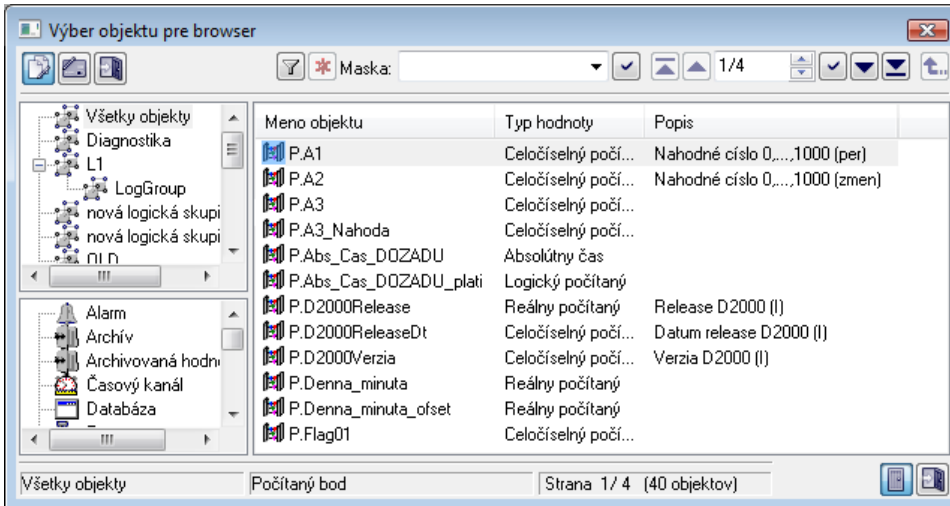 Výber objektu pre browser
Maska:
1/4
Všetky objekty
Diagnostika
L1
LogGroup
nová logická skupi
nová logická skupi
Alarm
Archív
Archivovaná hodn
Časový kanál
Databáza
Meno objektu Typ hodnoty Popis
P.A1 Celočíselný počí... Nahodné císlo 0,...,1000 (per)
P.A2 Celočíselný počí... Nahodné císlo 0,...,1000 (zmen)
P.A3 Celočíselný počí...
P.A3_Nahoda Celočíselný počí...
P.Abs_Cas_DOZADU Absolútny čas
P.Abs_Cas_DOZADU_plati Logický počítaný
P.D2000Release Reálny počítaný Release D2000 (I)
P.D2000ReleaseDt Celočíselný počí... Datum release D2000 (I)
P.D2000Verzia Celočíselný počí... Verzia D2000 (I)
P.Denna_minuta Reálny počítaný
P.Denna_minuta_ofset Reálny počítaný
P.Flag01 Celočíselný počí...
Všetky objekty Počítaný bod Strana 1/ 4 (40 objektov)